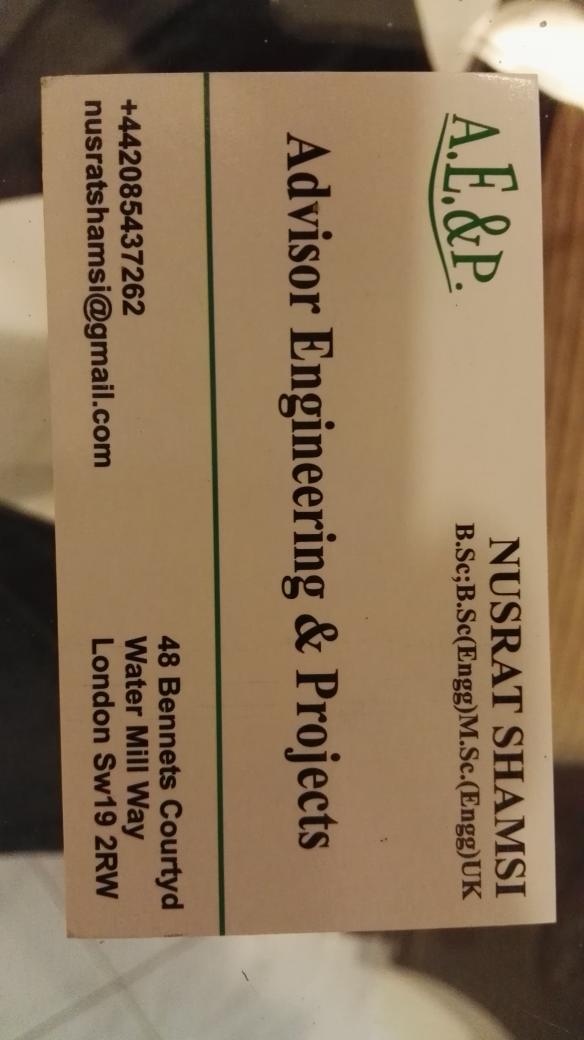 A.E.&P.
NUSRAT SHAMSI
B.Sc;B.Sc(Engg)M.Sc.(Engg)UK
Advisor Engineering & Projects
+442085437262
nusratshamsi@gmail.com
48 Bennets Courtyd
Water Mill Way
London Sw19 2RW